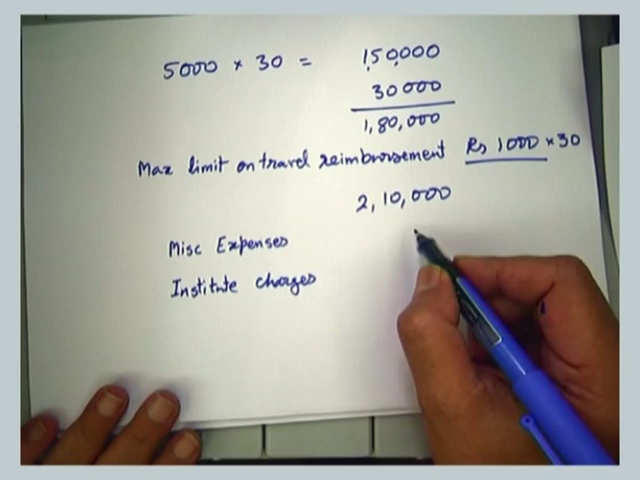 5000 × 30 = 1,50,000
30000
1,80,000
Max limit on travel reimbursement Rs 1000 × 30
2,10,000
Misc Expenses
Institute charges